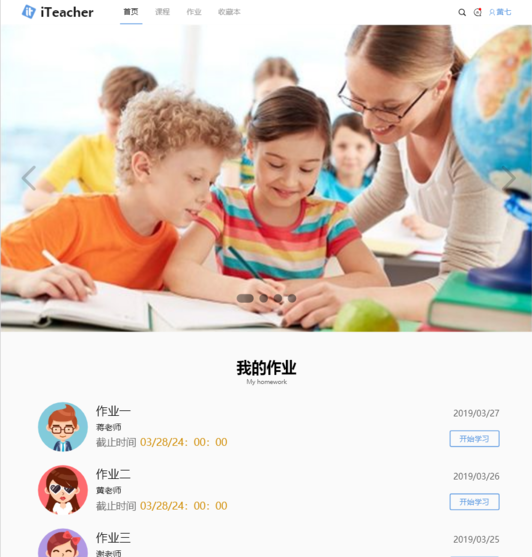 iTeacher 首页 课程 作业 收藏本 黄七
我的作业
My homework
作业一 2019/03/27
蒋老师
截止时间 03/28/24：00：00 开始学习
作业二 2019/03/26
黄老师
截止时间 03/28/24：00：00 开始学习
作业三 2019/03/25
谢老师